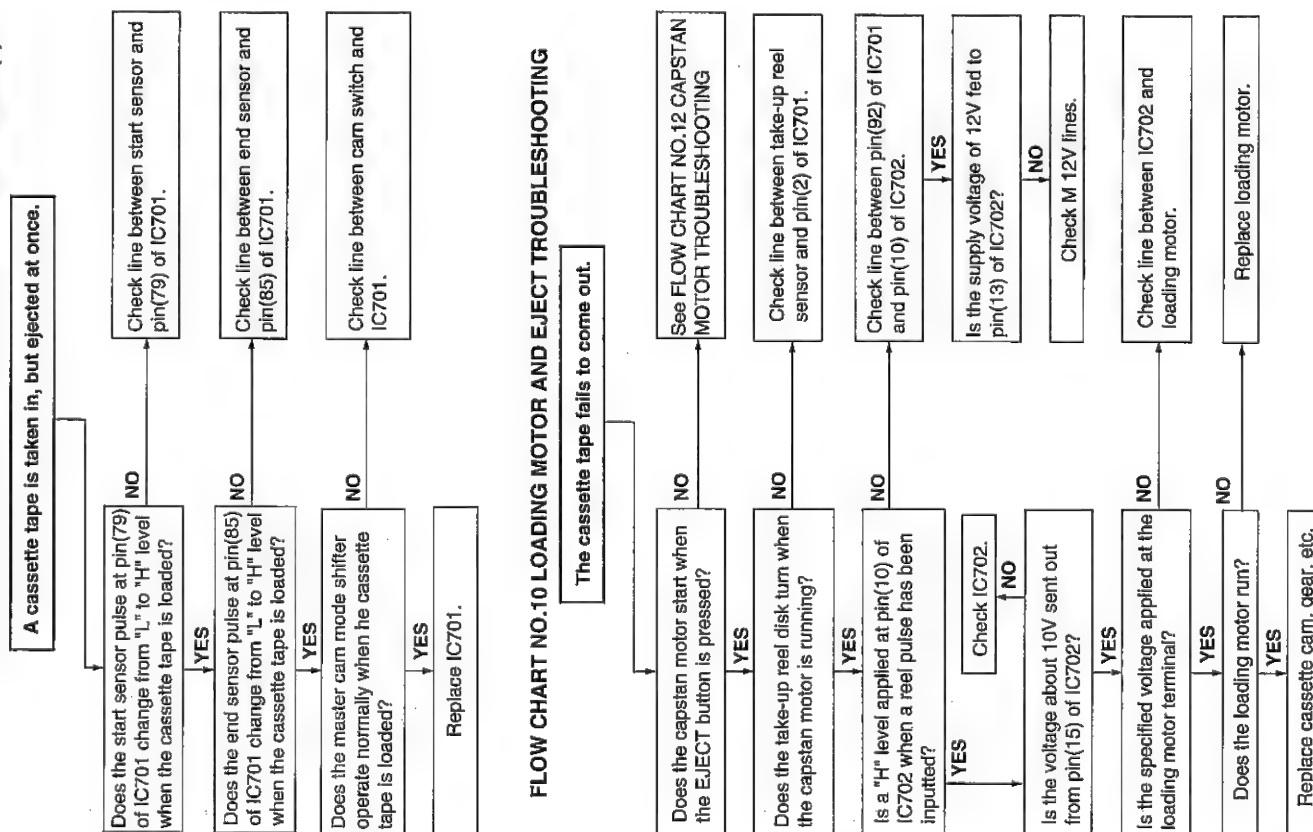 A cassette tape is taken in, but ejected at once.
Does the start sensor pulse at pin(79)
of IC701 change from "L" to "H" level
when the cassette tape is loaded?
NO
Check line between start sensor and
pin(79) of IC701.
YES
Does the end sensor pulse at pin(85)
of IC701 change from "L" to "H" level
when the cassette tape is loaded?
NO
Check line between end sensor and
pin(85) of IC701.
YES
Does the master cam mode shifter
operate normally when he cassette
tape is loaded?
NO
Check line between cam switch and
IC701.
YES
Replace IC701.
FLOW CHART NO.10 LOADING MOTOR AND EJECT TROUBLESHOOTING
The cassette tape fails to come out.
Does the capstan motor start when
the EJECT button is pressed?
NO
See FLOW CHART NO.12 CAPSTAN
MOTOR TROUBLESHOOTING
YES
Does the take-up reel disk turn when
the capstan motor is running?
NO
Check line between take-up reel
sensor and pin(2) of IC701.
YES
Is a "H" level applied at pin(10) of
IC702 when a reel pulse has been
inputted?
NO
Check line between pin(92) of IC701
and pin(10) of IC702.
YES
Is the supply voltage of 12V fed to
pin(13) of IC702?
NO
Check M 12V lines.
YES
Check IC702.
NO
Is the voltage about 10V sent out
from pin(15) of IC702?
YES
Is the specified voltage applied at the
loading motor terminal?
NO
Check line between IC702 and
loading motor.
YES
Does the loading motor run?
NO
Replace loading motor.
YES
Replace cassette cam, gear, etc.